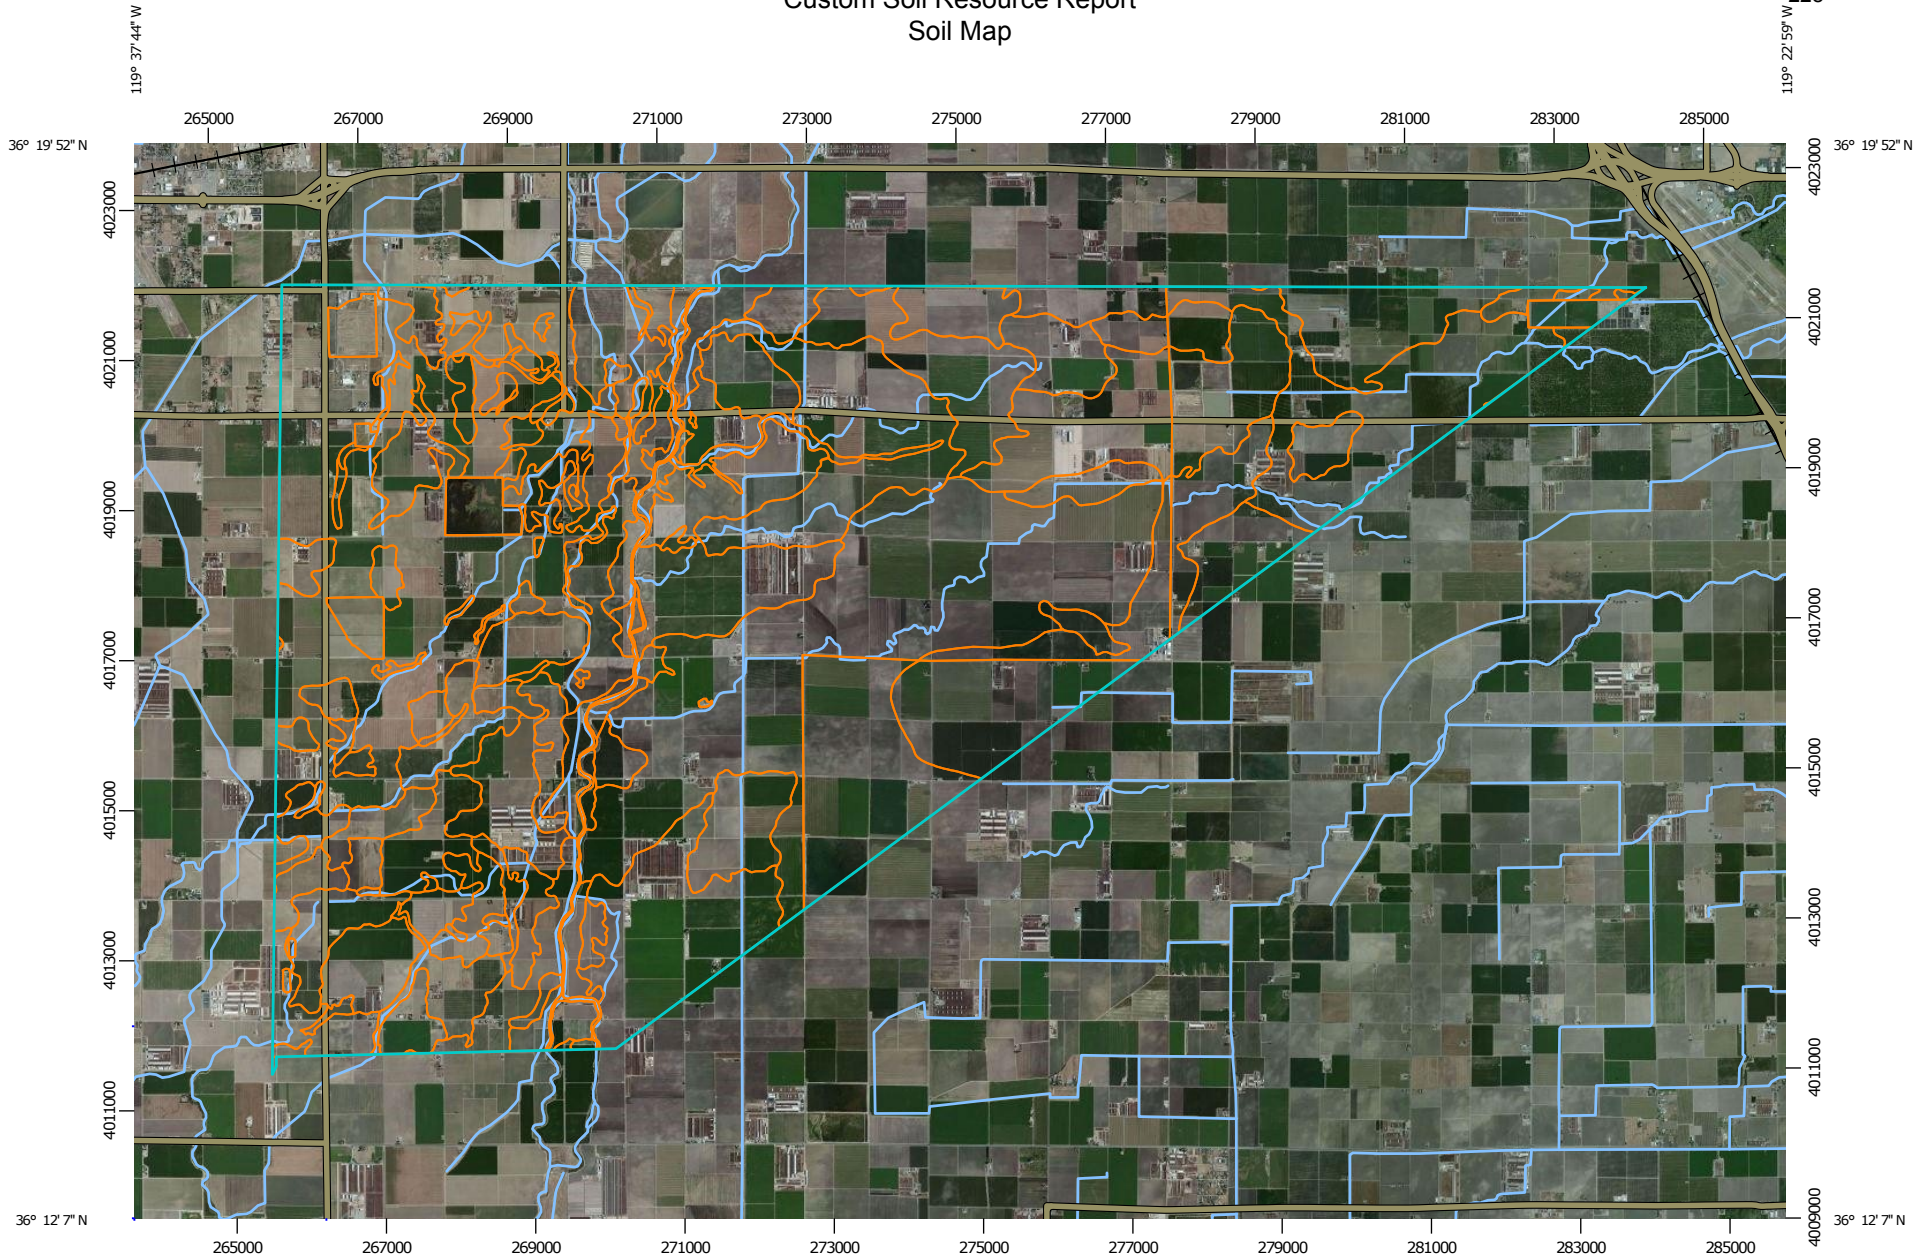 Custom Soil Resource Report
Soil Map
119° 37' 44" W
119° 22' 59" W
265000 267000 269000 271000 273000 275000 277000 279000 281000 283000 285000
36° 19' 52" N
36° 19' 52" N
4023000
4021000
4019000
4017000
4015000
4013000
4011000
4023000
4021000
4019000
4017000
4015000
4013000
4011000
4009000
36° 12' 7" N
36° 12' 7" N
265000 267000 269000 271000 273000 275000 277000 279000 281000 283000 285000